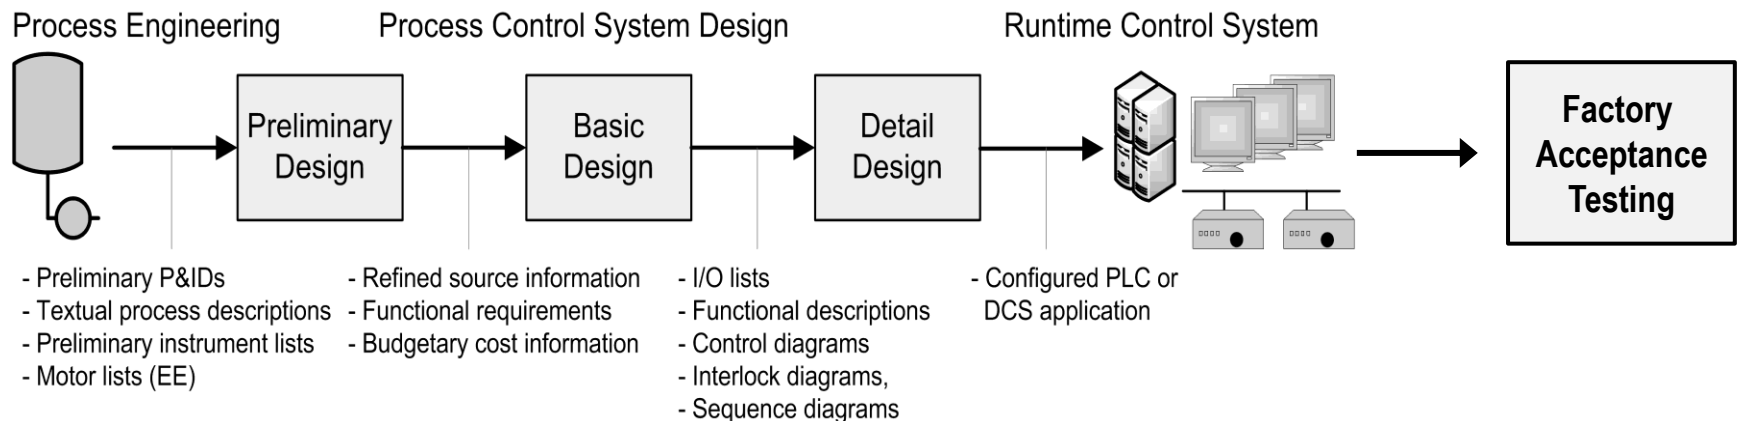 Process Engineering
Process Control System Design
Runtime Control System
Preliminary
Design
Basic
Design
Detail
Design
Factory
Acceptance
Testing
- Preliminary P&IDs
- Textual process descriptions
- Preliminary instrument lists
- Motor lists (EE)
- Refined source information
- Functional requirements
- Budgetary cost information
- I/O lists
- Functional descriptions
- Control diagrams
- Interlock diagrams,
- Sequence diagrams
- Configured PLC or
DCS application